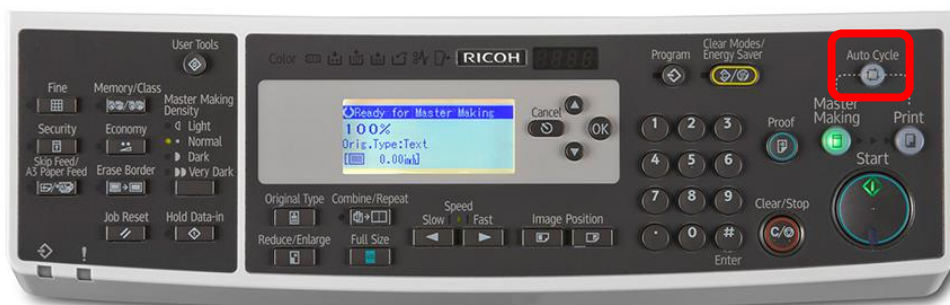 User Tools
Fine
Memory/Class
Master Making
Density
Light
Normal
Dark
Very Dark
Security
Economy
Skip Feed/
A3 Paper Feed
Erase Border
Job Reset
Hold Data-in
!
Color
RICOH
Ready for Master Making
100%
Orig.Type:Text
0.00
Cancel
OK
Original Type
Combine/Repeat
Speed
Slow
Fast
Image Position
Reduce/Enlarge
Full Size
Program
Clear Modes/
Energy Saver
Auto Cycle
1 2 3
4 5 6
7 8 9
. 0 #
Enter
Proof
Master
Making
Print
Start
Clear/Stop
C/